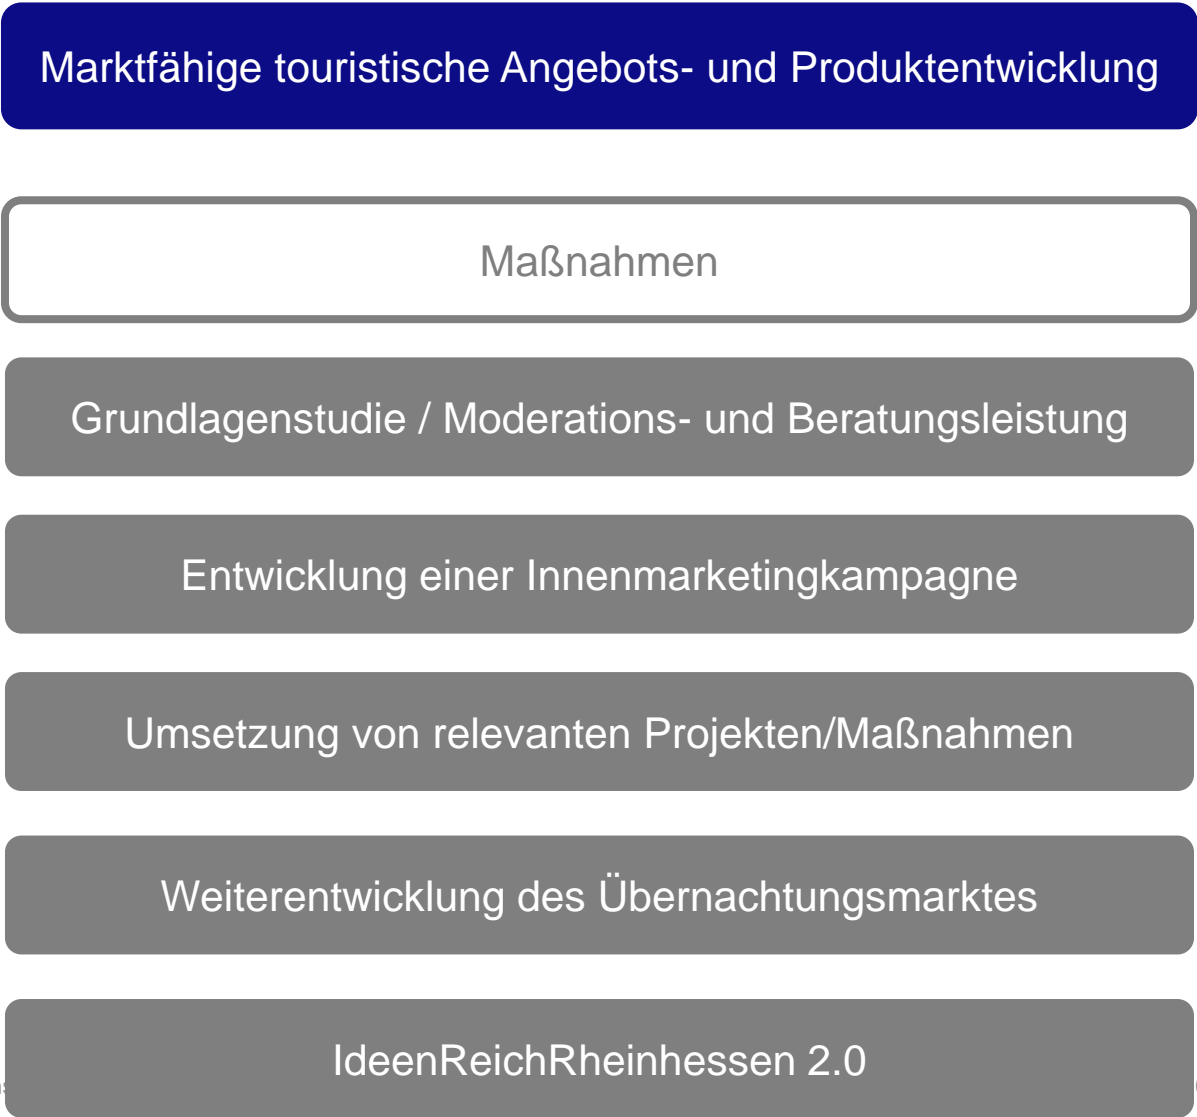 Marktfähige touristische Angebots- und Produktentwicklung
Maßnahmen
Grundlagenstudie / Moderations- und Beratungsleistung
Entwicklung einer Innenmarketingkampagne
Umsetzung von relevanten Projekten/Maßnahmen
Weiterentwicklung des Übernachtungsmarktes
IdeenReichRheinhessen 2.0